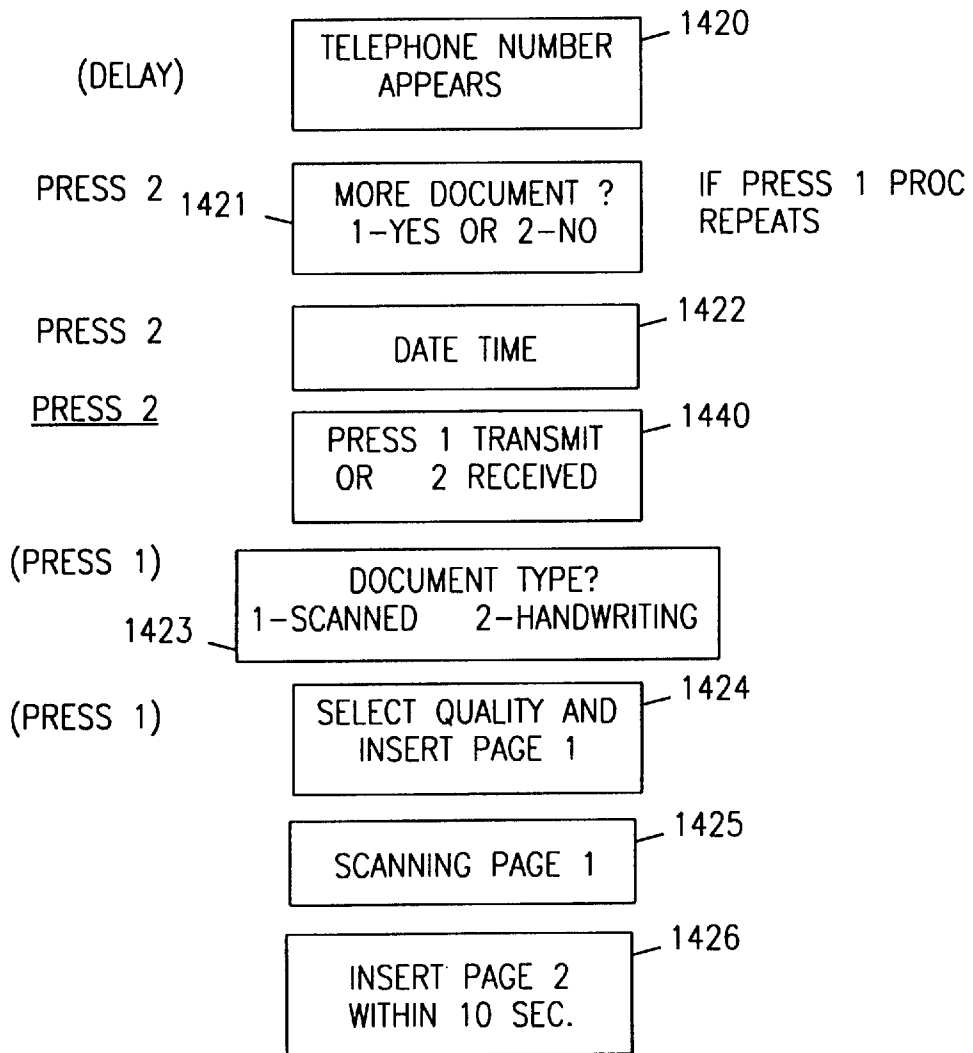 1420
TELEPHONE NUMBER
APPEARS
(DELAY)
PRESS 2
1421
MORE DOCUMENT ?
1-YES OR 2-NO
IF PRESS 1 PROC
REPEATS
PRESS 2
1422
DATE TIME
PRESS 2
1440
PRESS 1 TRANSMIT
OR 2 RECEIVED
(PRESS 1)
DOCUMENT TYPE?
1-SCANNED 2-HANDWRITING
1423
(PRESS 1)
1424
SELECT QUALITY AND
INSERT PAGE 1
1425
SCANNING PAGE 1
1426
INSERT PAGE 2
WITHIN 10 SEC.